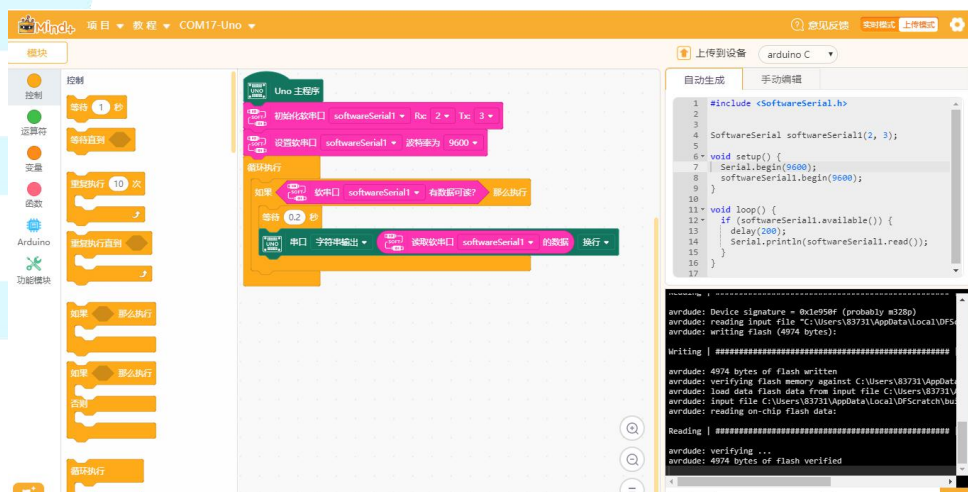 Mind+ 项目 教程 COM17-Uno 意见反馈 实时模式 上传模式
模块
上传到设备 arduino C
控制
运算符
变量
函数
Arduino
功能模块
控制
等待 1 秒
等待直到
重复执行 10 次
重复执行直到
如果 那么执行
如果 那么执行
否则
循环执行
UNO Uno 主程序
初始化软串口 softwareSerial1 Rx: 2 Tx: 3
设置软串口 softwareSerial1 波特率为 9600
循环执行
如果 软串口 softwareSerial1 有数据可读? 那么执行
等待 0.2 秒
UNO 串口 字符串输出 读取软串口 softwareSerial1 的数据 换行
自动生成 手动编辑
1 #include <SoftwareSerial.h>
2
3
4 SoftwareSerial softwareSerial1(2, 3);
5
6 void setup() {
7 Serial.begin(9600);
8 softwareSerial1.begin(9600);
9 }
10
11 void loop() {
12 if (softwareSerial1.available()) {
13 delay(200);
14 Serial.println(softwareSerial1.read());
15 }
16 }
17
avrdude: Device signature = 0x1e950f (probably m328p)
avrdude: reading input file "C:\Users\83731\AppData\Local\DFSc
avrdude: writing flash (4974 bytes):
Writing | ##################################################
avrdude: 4974 bytes of flash written
avrdude: verifying flash memory against C:\Users\83731\AppData
avrdude: load data flash data from input file C:\Users\83731\A
avrdude: input file C:\Users\83731\AppData\Local\DFScratch\bui
avrdude: reading on-chip flash data:
Reading | ##################################################
avrdude: verifying ...
avrdude: 4974 bytes of flash verified